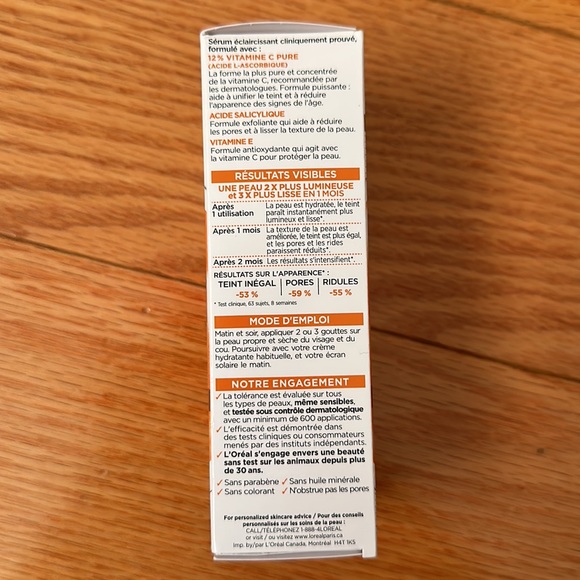 Sérum éclaircissant cliniquement prouvé,
formulé avec :
12% VITAMINE C PURE
(ACIDE L-ASCORBIQUE)
La forme la plus pure et concentrée
de la vitamine C, recommandée par
les dermatologues. Formule puissante :
aide à unifier le teint et à réduire
l'apparence des signes de l'âge.
ACIDE SALICYLIQUE
Formule exfoliante qui aide à réduire
les pores et à lisser la texture de la peau.
VITAMINE E
Formule antioxydante qui agit avec
la vitamine C pour protéger la peau.
RÉSULTATS VISIBLES
UNE PEAU 2 X PLUS LUMINEUSE
et 3 X PLUS LISSE EN 1 MOIS
Après 1 utilisation
La peau est hydratée, le teint
paraît instantanément plus
lumineux et lisse*.
Après 1 mois
La texture de la peau est
améliorée, le teint est plus égal,
et les pores et les rides
paraissent réduits*.
Après 2 mois Les résultats s'intensifient*.
RÉSULTATS SUR L'APPARENCE* :
TEINT INÉGAL PORES RIDULES
-53 % -59 % -55 %
* Test clinique, 63 sujets, 8 semaines
MODE D'EMPLOI
Matin et soir, appliquer 2 ou 3 gouttes sur
la peau propre et sèche du visage et du
cou. Poursuivre avec votre crème
hydratante habituelle, et votre écran
solaire le matin.
NOTRE ENGAGEMENT
✓ La tolérance est évaluée sur tous
les types de peaux, même sensibles,
et testée sous contrôle dermatologique
avec un minimum de 600 applications.
✓ L'efficacité est démontrée dans
des tests cliniques ou consommateurs
menés par des instituts indépendants.
✓ L'Oréal s'engage envers une beauté
sans test sur les animaux depuis plus
de 30 ans.
✓ Sans parabène ✓ Sans huile minérale
✓ Sans colorant ✓ N'obstrue pas les pores
For personalized skincare advice / Pour des conseils
personnalisés sur les soins de la peau :
CALL/TÉLÉPHONEZ 1-888-4LOREAL
or visit / ou visitez www.lorealparis.ca
Imp. by/par L'Oréal Canada, Montréal H4T 1K5